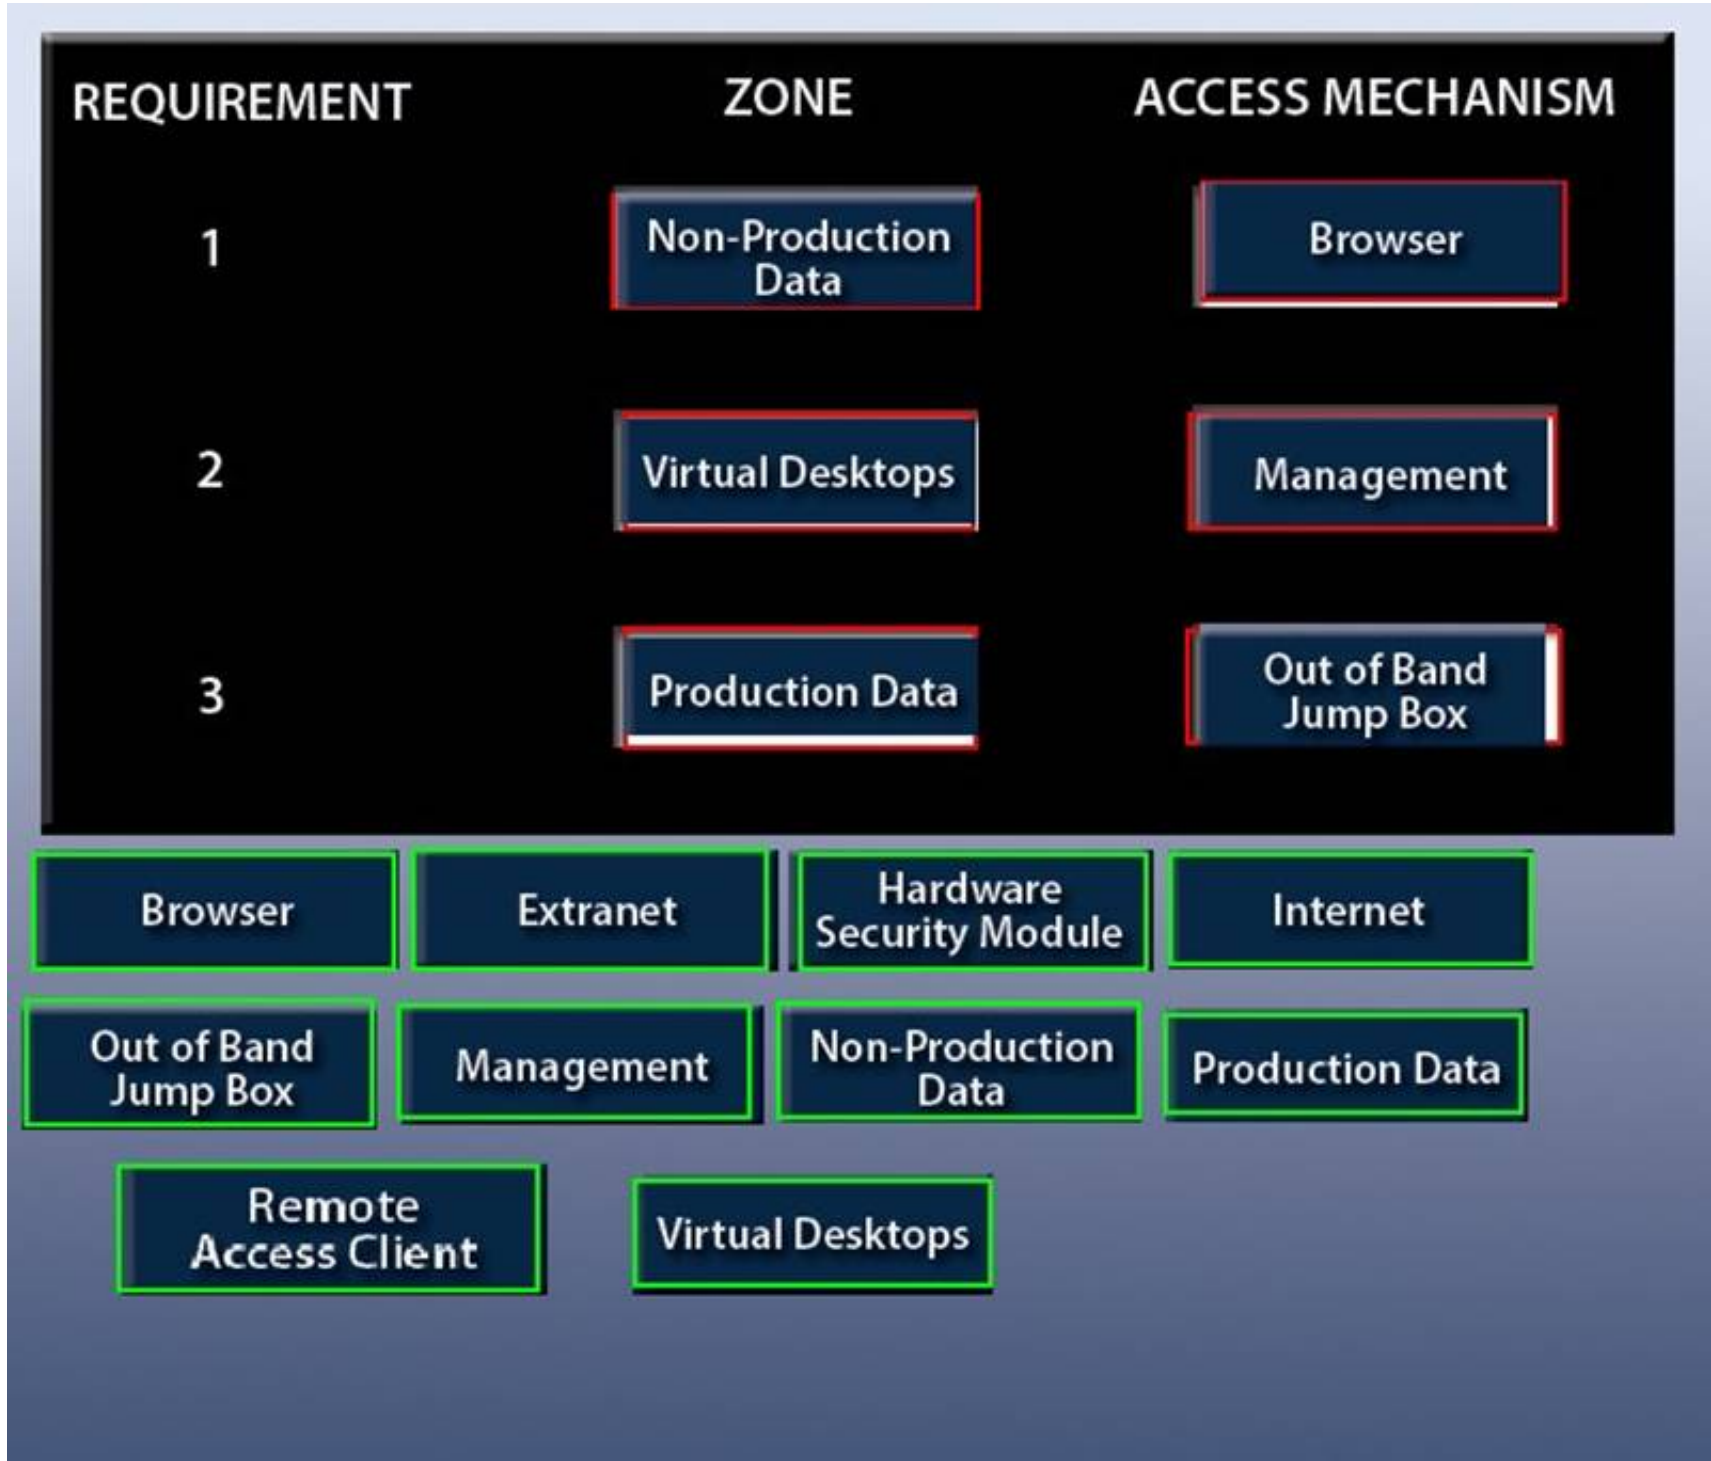 REQUIREMENT ZONE ACCESS MECHANISM
1 Non-Production Data Browser
2 Virtual Desktops Management
3 Production Data Out of Band Jump Box
Browser
Extranet
Hardware
Security Module
Internet
Out of Band
Jump Box
Management
Non-Production
Data
Production Data
Remote
Access Client
Virtual Desktops